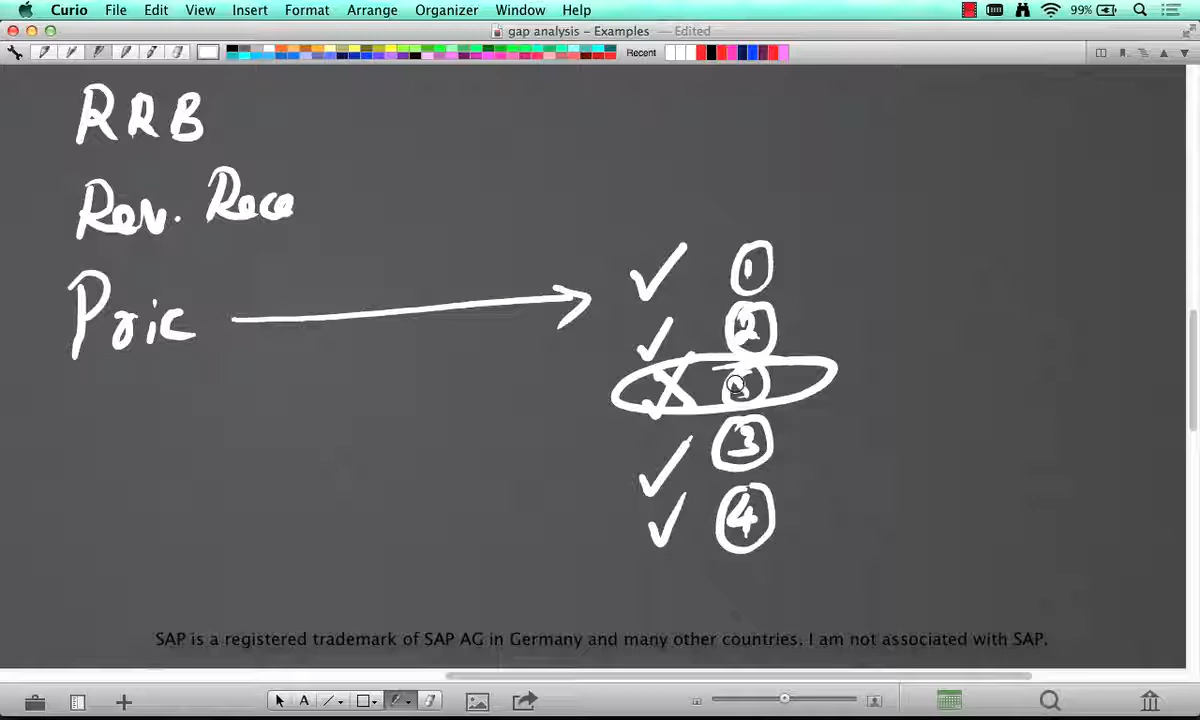 Curio File Edit View Insert Format Arrange Organizer Window Help 99%
gap analysis – Examples — Edited
Recent
RRB
Rev. Reco
Pric
✓ 1
✓ 2
✓ 3
✓ 4
SAP is a registered trademark of SAP AG in Germany and many other countries. I am not associated with SAP.
A